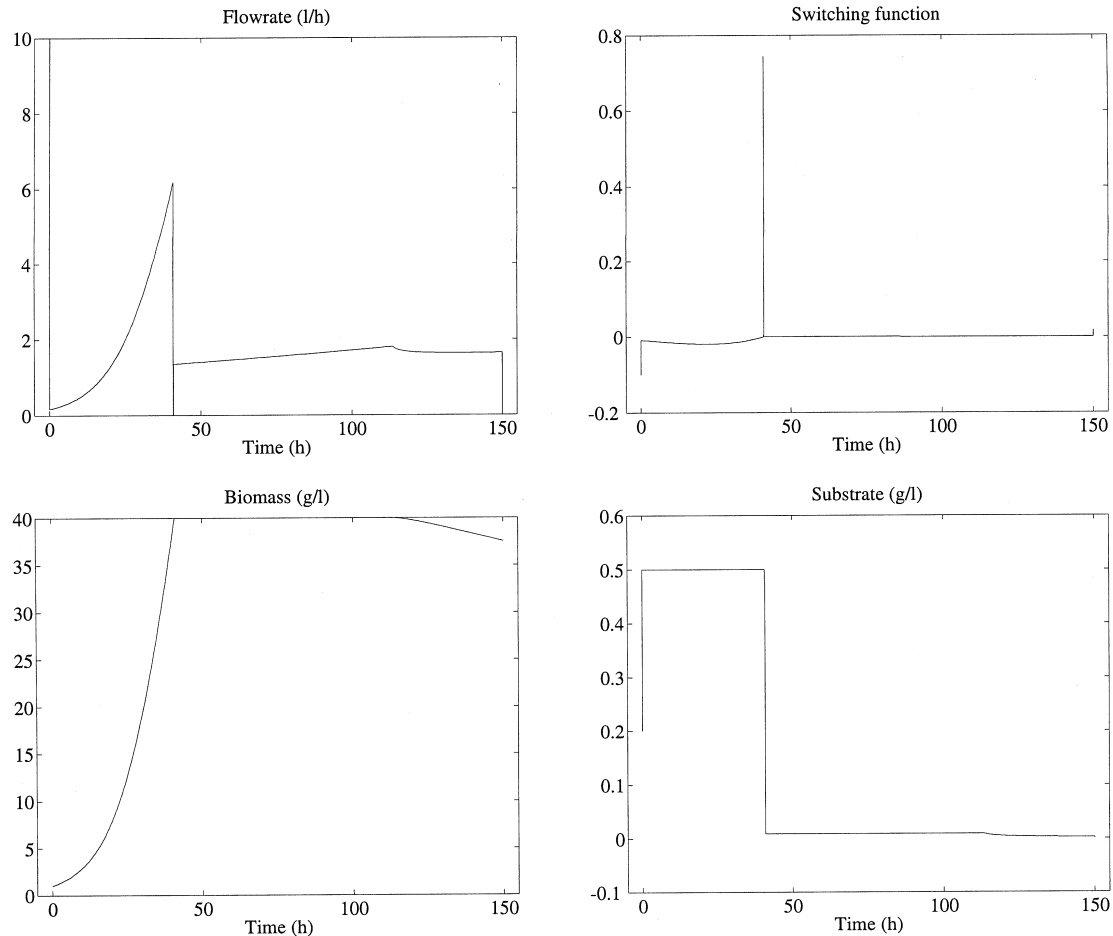 Flowrate (l/h)
10
8
6
4
2
0
0 50 100 150
Time (h)
Switching function
0.8
0.6
0.4
0.2
0
-0.2
0 50 100 150
Time (h)
Biomass (g/l)
40
35
30
25
20
15
10
5
0
0 50 100 150
Time (h)
Substrate (g/l)
0.6
0.5
0.4
0.3
0.2
0.1
0
-0.1
0 50 100 150
Time (h)